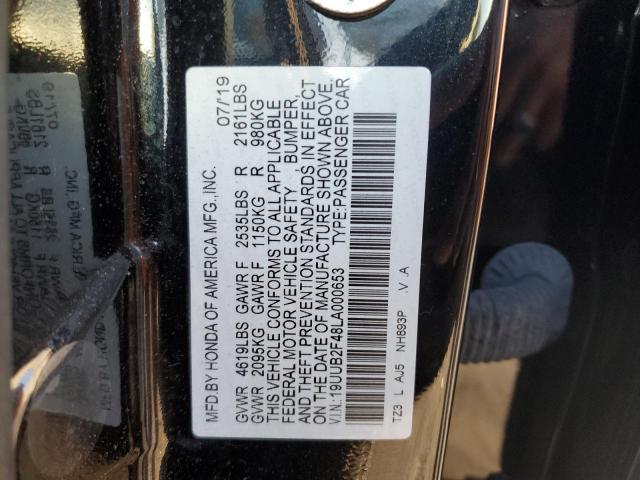 MFD.BY HONDA OF AMERICA MFG.,INC. 07/'19
GVWR 4619LBS GAWR F 2535LBS R 2161LBS
GVWR 2095KG GAWR F 1150KG R 980KG
THIS VEHICLE CONFORMS TO ALL APPLICABLE
FEDERAL MOTOR VEHICLE SAFETY , BUMPER,
AND THEFT PREVENTION STANDARDS IN EFFECT
ON THE DATE OF MANUFACTURE SHOWN ABOVE.
V.I.N.:19UUB2F48LA000653 TYPE:PASSENGER CAR
TZ3 L AJ5 NH893P .V .A